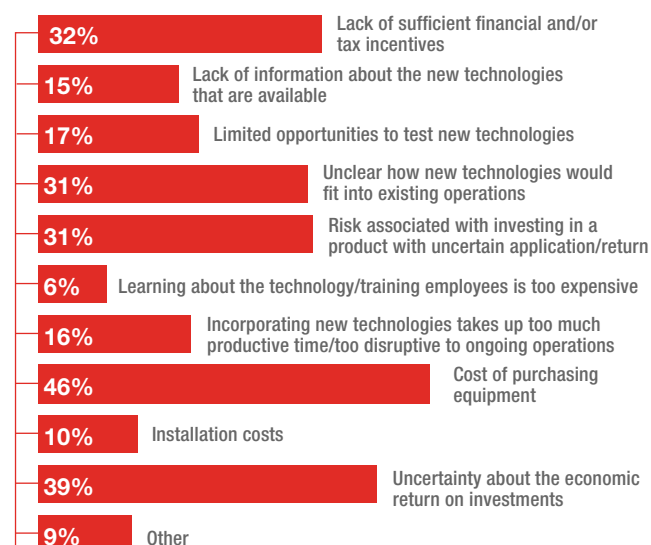 32%
Lack of sufficient financial and/or
tax incentives
15%
Lack of information about the new technologies
that are available
17%
Limited opportunities to test new technologies
31%
Unclear how new technologies would
fit into existing operations
31%
Risk associated with investing in a
product with uncertain application/return
6%
Learning about the technology/training employees is too expensive
16%
Incorporating new technologies takes up too much
productive time/too disruptive to ongoing operations
46%
Cost of purchasing
equipment
10%
Installation costs
39%
Uncertainty about the economic
return on investments
9%
Other